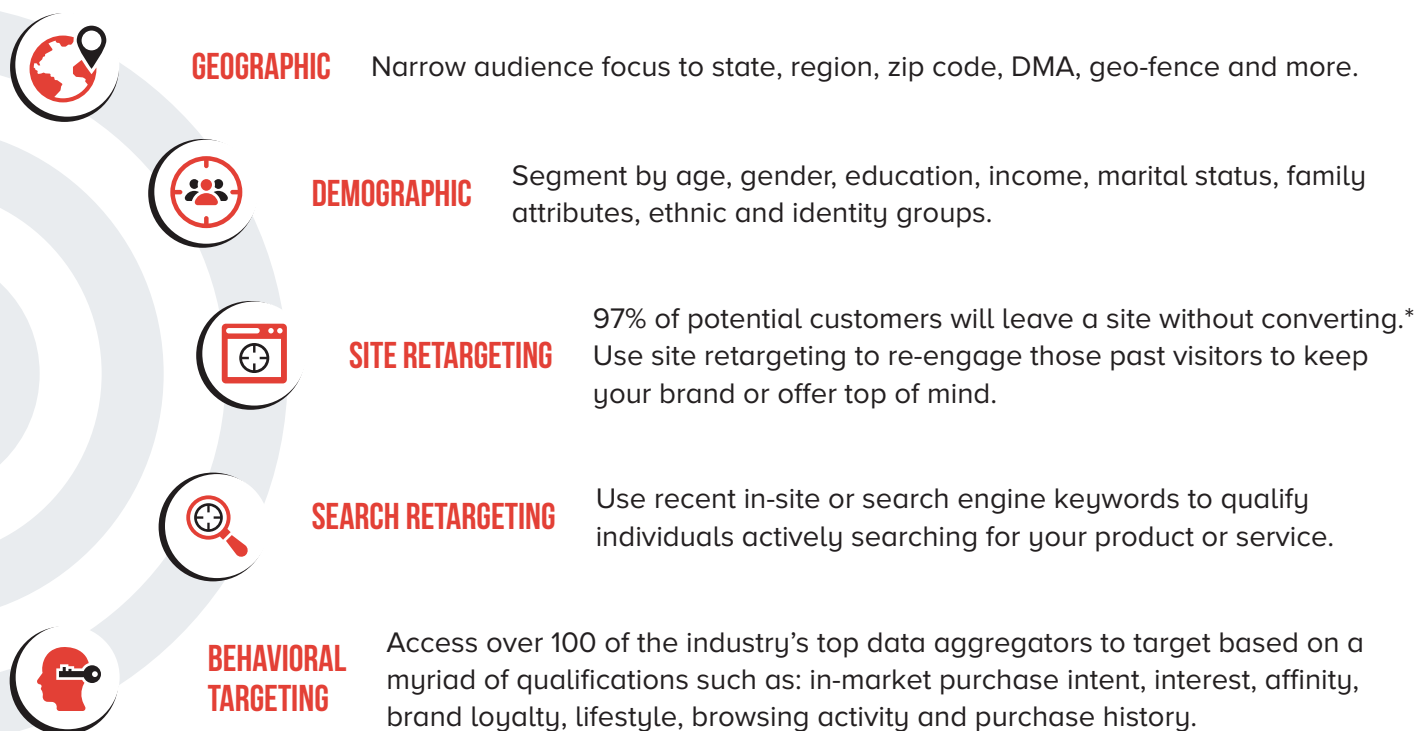 GEOGRAPHIC
Narrow audience focus to state, region, zip code, DMA, geo-fence and more.
DEMOGRAPHIC
Segment by age, gender, education, income, marital status, family
attributes, ethnic and identity groups.
SITE RETARGETING
97% of potential customers will leave a site without converting.*
Use site retargeting to re-engage those past visitors to keep
your brand or offer top of mind.
SEARCH RETARGETING
Use recent in-site or search engine keywords to qualify
individuals actively searching for your product or service.
BEHAVIORAL
TARGETING
Access over 100 of the industry’s top data aggregators to target based on a
myriad of qualifications such as: in-market purchase intent, interest, affinity,
brand loyalty, lifestyle, browsing activity and purchase history.